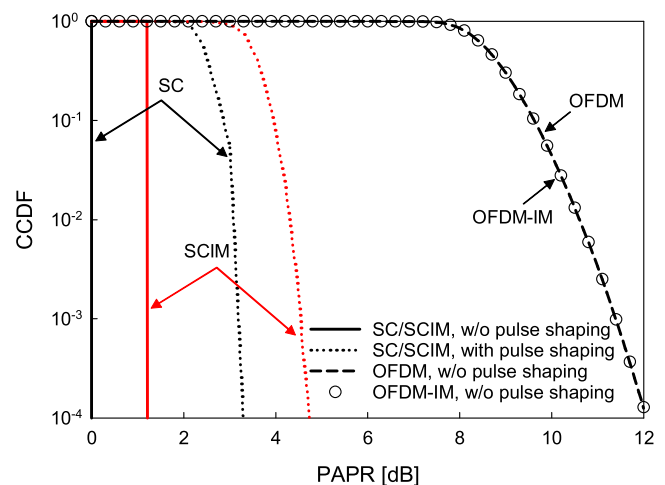 10^0
10^-1
10^-2
10^-3
10^-4
CCDF
SC
SCIM
OFDM
OFDM-IM
SC/SCIM, w/o pulse shaping
SC/SCIM, with pulse shaping
OFDM, w/o pulse shaping
OFDM-IM, w/o pulse shaping
0 2 4 6 8 10 12
PAPR [dB]